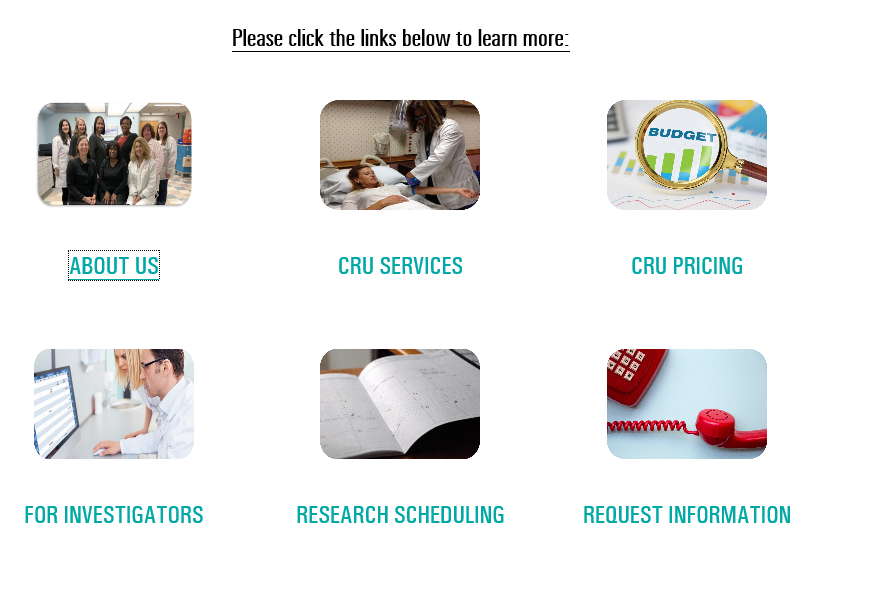 Please click the links below to learn more:
BUDGET
ABOUT US
CRU SERVICES
CRU PRICING
FOR INVESTIGATORS
RESEARCH SCHEDULING
REQUEST INFORMATION